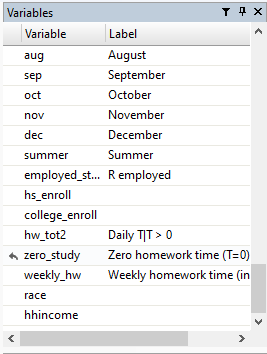 Variables
Variable Label
aug August
sep September
oct October
nov November
dec December
summer Summer
employed_st... R employed
hs_enroll
college_enroll
hw_tot2 Daily T|T > 0
zero_study Zero homework time (T=0)
weekly_hw Weekly homework time (in
race
hhincome